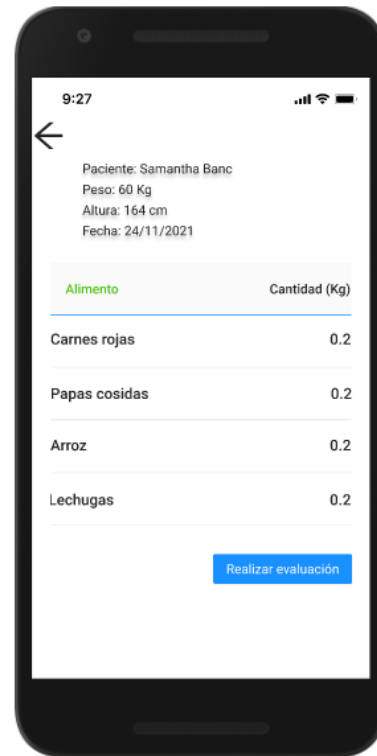 9:27
Paciente: Samantha Banc
Peso: 60 Kg
Altura: 164 cm
Fecha: 24/11/2021
Alimento Cantidad (Kg)
Carnes rojas 0.2
Papas cosidas 0.2
Arroz 0.2
Lechugas 0.2
Realizar evaluación